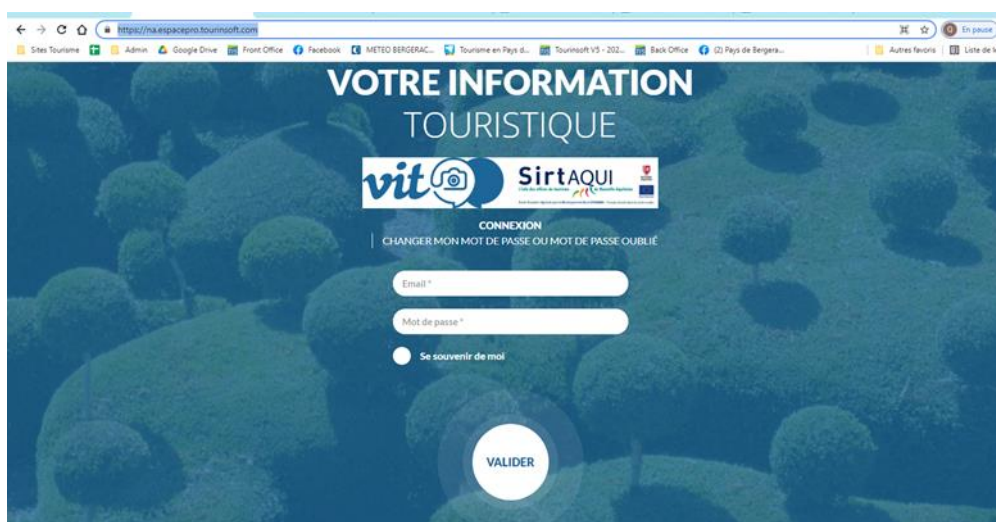 https://na.espacepro.tourinsoft.com
En pause
Sites Tourisme
Admin
Google Drive
Front Office
Facebook
METEO BERGERAC...
Tourisme en Pays d...
Tourinsoft V5 - 202...
Back Office
(2) Pays de Bergera...
Autres favoris
Liste de
VOTRE INFORMATION
TOURISTIQUE
vit
SirtAQUI
CONNEXION
CHANGER MON MOT DE PASSE OU MOT DE PASSE OUBLIÉ
Email *
Mot de passe *
Se souvenir de moi
VALIDER